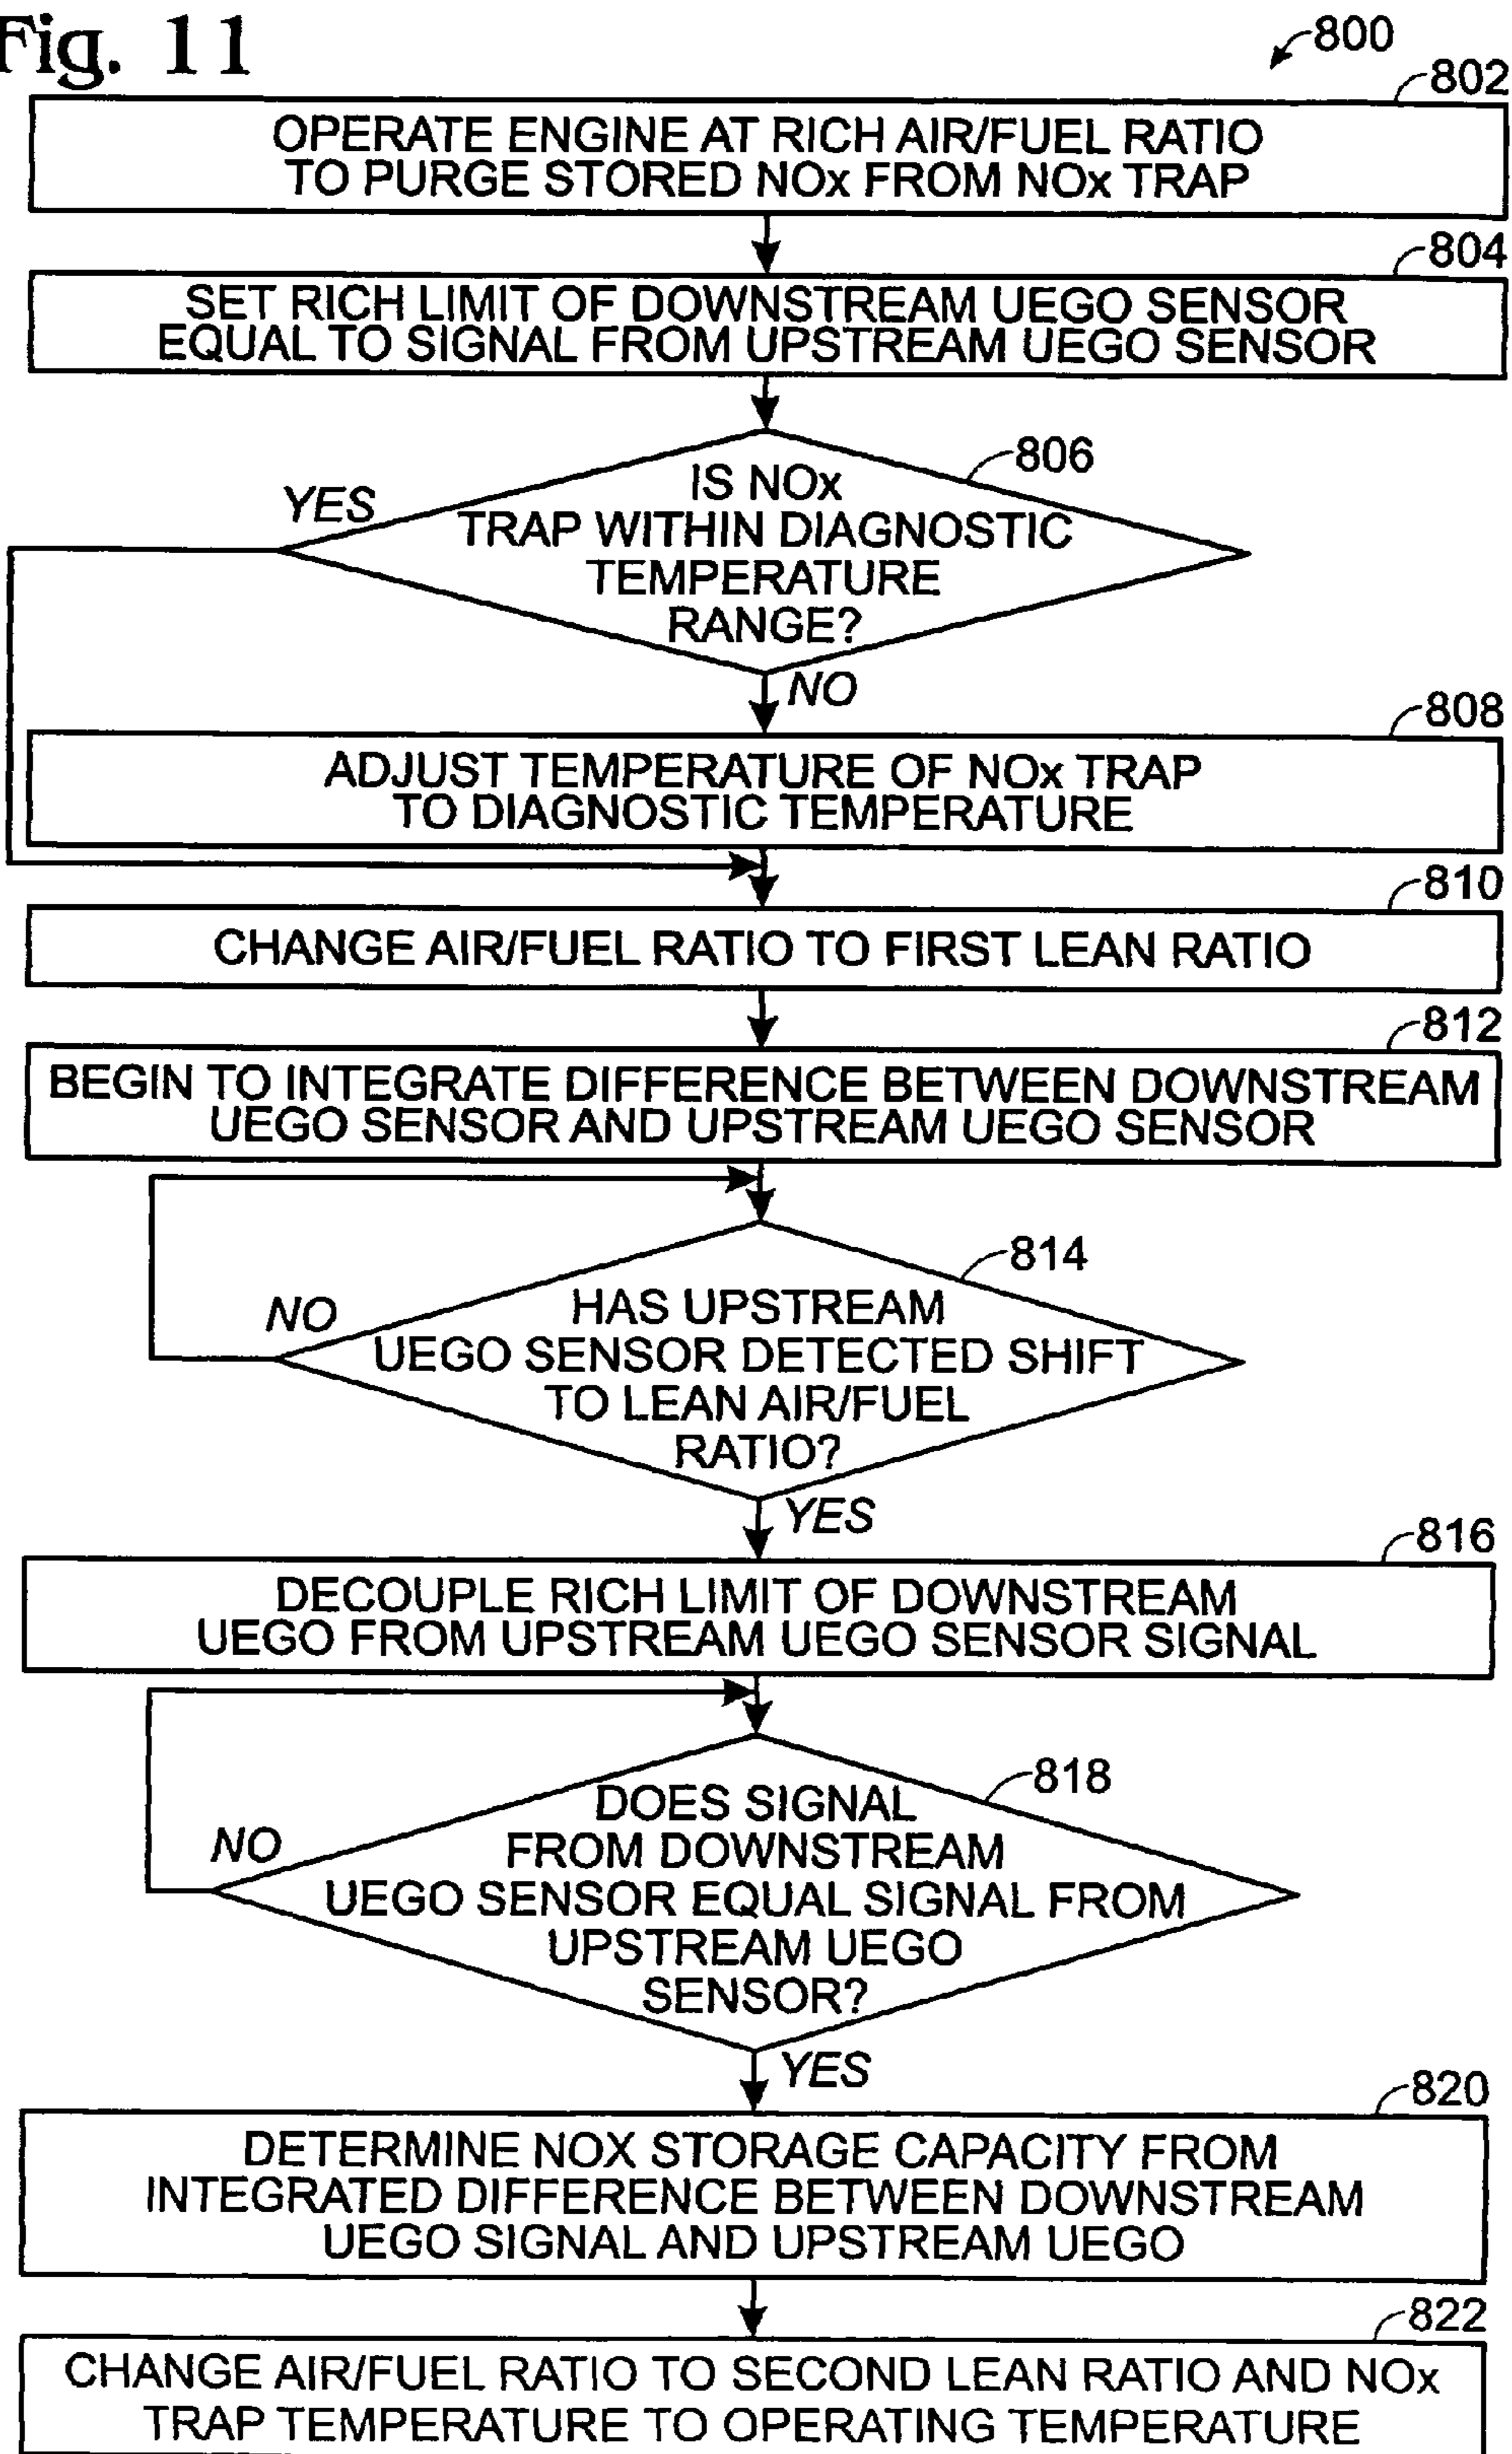 Fig. 11
800
802
OPERATE ENGINE AT RICH AIR/FUEL RATIO
TO PURGE STORED NOx FROM NOx TRAP
804
SET RICH LIMIT OF DOWNSTREAM UEGO SENSOR
EQUAL TO SIGNAL FROM UPSTREAM UEGO SENSOR
806
IS NOx
YES
TRAP WITHIN DIAGNOSTIC
TEMPERATURE
RANGE?
NO
808
ADJUST TEMPERATURE OF NOx TRAP
TO DIAGNOSTIC TEMPERATURE
810
CHANGE AIR/FUEL RATIO TO FIRST LEAN RATIO
812
BEGIN TO INTEGRATE DIFFERENCE BETWEEN DOWNSTREAM
UEGO SENSOR AND UPSTREAM UEGO SENSOR
814
HAS UPSTREAM
NO
UEGO SENSOR DETECTED SHIFT
TO LEAN AIR/FUEL
RATIO?
YES
816
DECOUPLE RICH LIMIT OF DOWNSTREAM
UEGO FROM UPSTREAM UEGO SENSOR SIGNAL
818
DOES SIGNAL
NO
FROM DOWNSTREAM
UEGO SENSOR EQUAL SIGNAL FROM
UPSTREAM UEGO
SENSOR?
YES
820
DETERMINE NOX STORAGE CAPACITY FROM
INTEGRATED DIFFERENCE BETWEEN DOWNSTREAM
UEGO SIGNAL AND UPSTREAM UEGO
822
CHANGE AIR/FUEL RATIO TO SECOND LEAN RATIO AND NOx
TRAP TEMPERATURE TO OPERATING TEMPERATURE